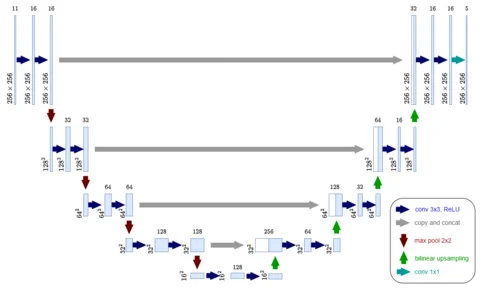 11 16 16 32 16 16 5
256 × 256 256 × 256 256 × 256 256 × 256 256 × 256 256 × 256 256 × 256
32 32 64 16
128² 128² 128² 128² 128² 128²
64 64 128 32
64² 64² 64² 64² 64² 64²
128 128 256 64
32² 32² 32² 32² 32² 32²
128
16² 16² 16²
conv 3x3, ReLU
copy and concat
max pool 2x2
bilinear upsampling
conv 1x1